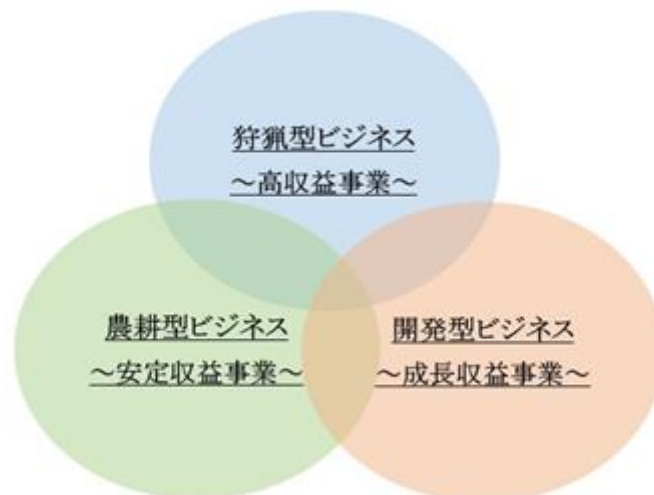 狩猟型ビジネス
～高収益事業～
農耕型ビジネス
～安定収益事業～
開発型ビジネス
～成長収益事業～